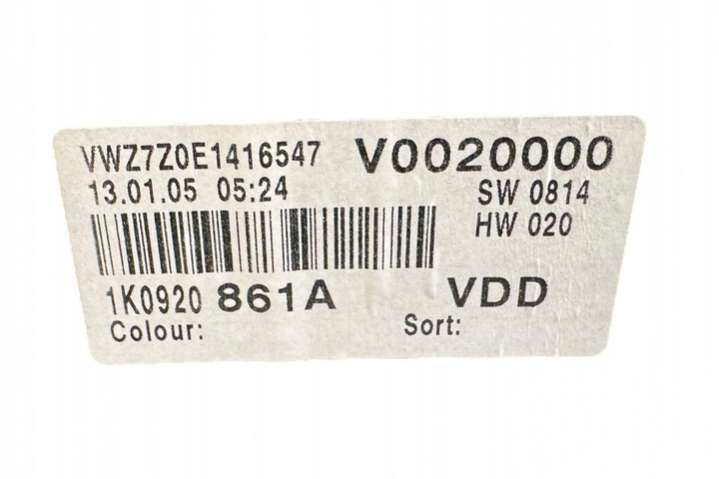 VWZ7Z0E1416547 V0020000
13.01.05 05:24 SW 0814
HW 020
1K0920 861A VDD
Colour: Sort: